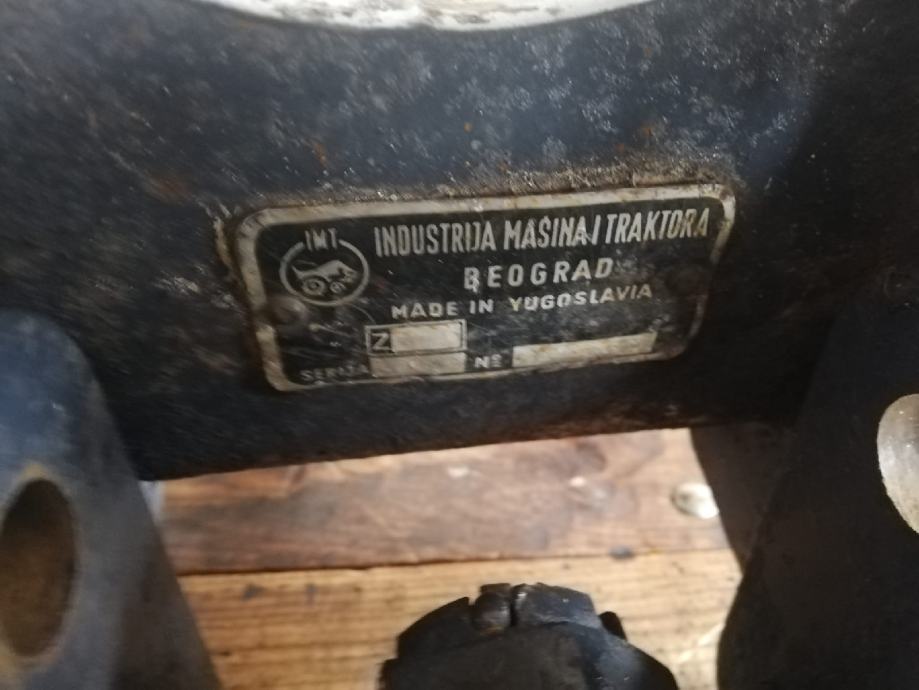 IMT
INDUSTRIJA MAŠINA I TRAKTORA
BEOGRAD
MADE IN YUGOSLAVIA
Z
SERIJA Nº